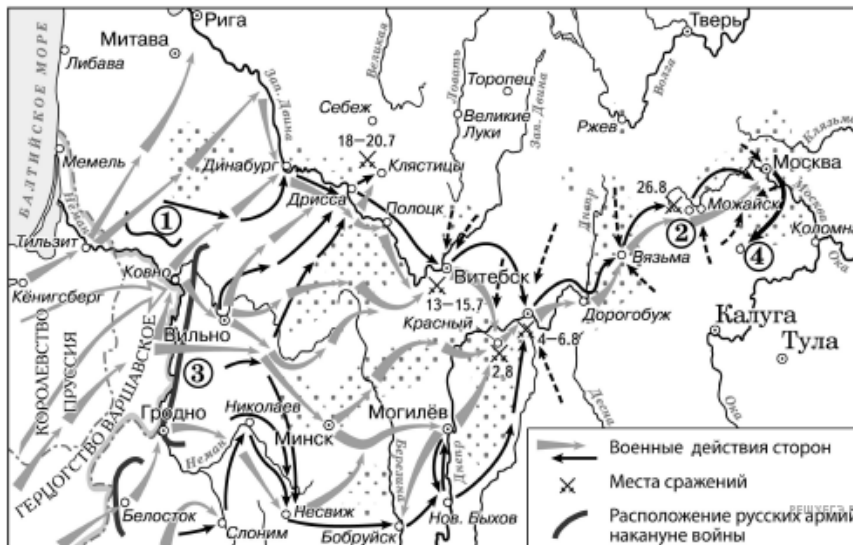 Рига
Тверь
Митава
Либава
БАЛТИЙСКОЕ МОРЕ
Зап. Двина
Великая
Ловать
Торопец
Великие
Луки
Зап. Двина
Волга
Ржев
Себеж
18–20.7
Клястицы
Клязьма
Москва
Мемель
Неман
Динабург
Дрисса
Полоцк
Днепр
26.8
Можайск
Москва
Коломна
Ока
1
2
4
Тильзит
Ковно
Витебск
13–15.7
Вязьма
Кёнигсберг
Вильно
Красный
4–6.8
Дорогобуж
Калуга
Тула
КОРОЛЕВСТВО
ПРУССИЯ
ГЕРЦОГСТВО ВАРШАВСКОЕ
3
2.8
Гродно
Николаев
Минск
Могилёв
Десна
Ока
Неман
Березина
Днепр
Белосток
Слоним
Несвиж
Бобруйск
Нов. Быхов
Военные действия сторон
Места сражений
РЕШУЕГЭ.Р
Расположение русских армий
накануне войны